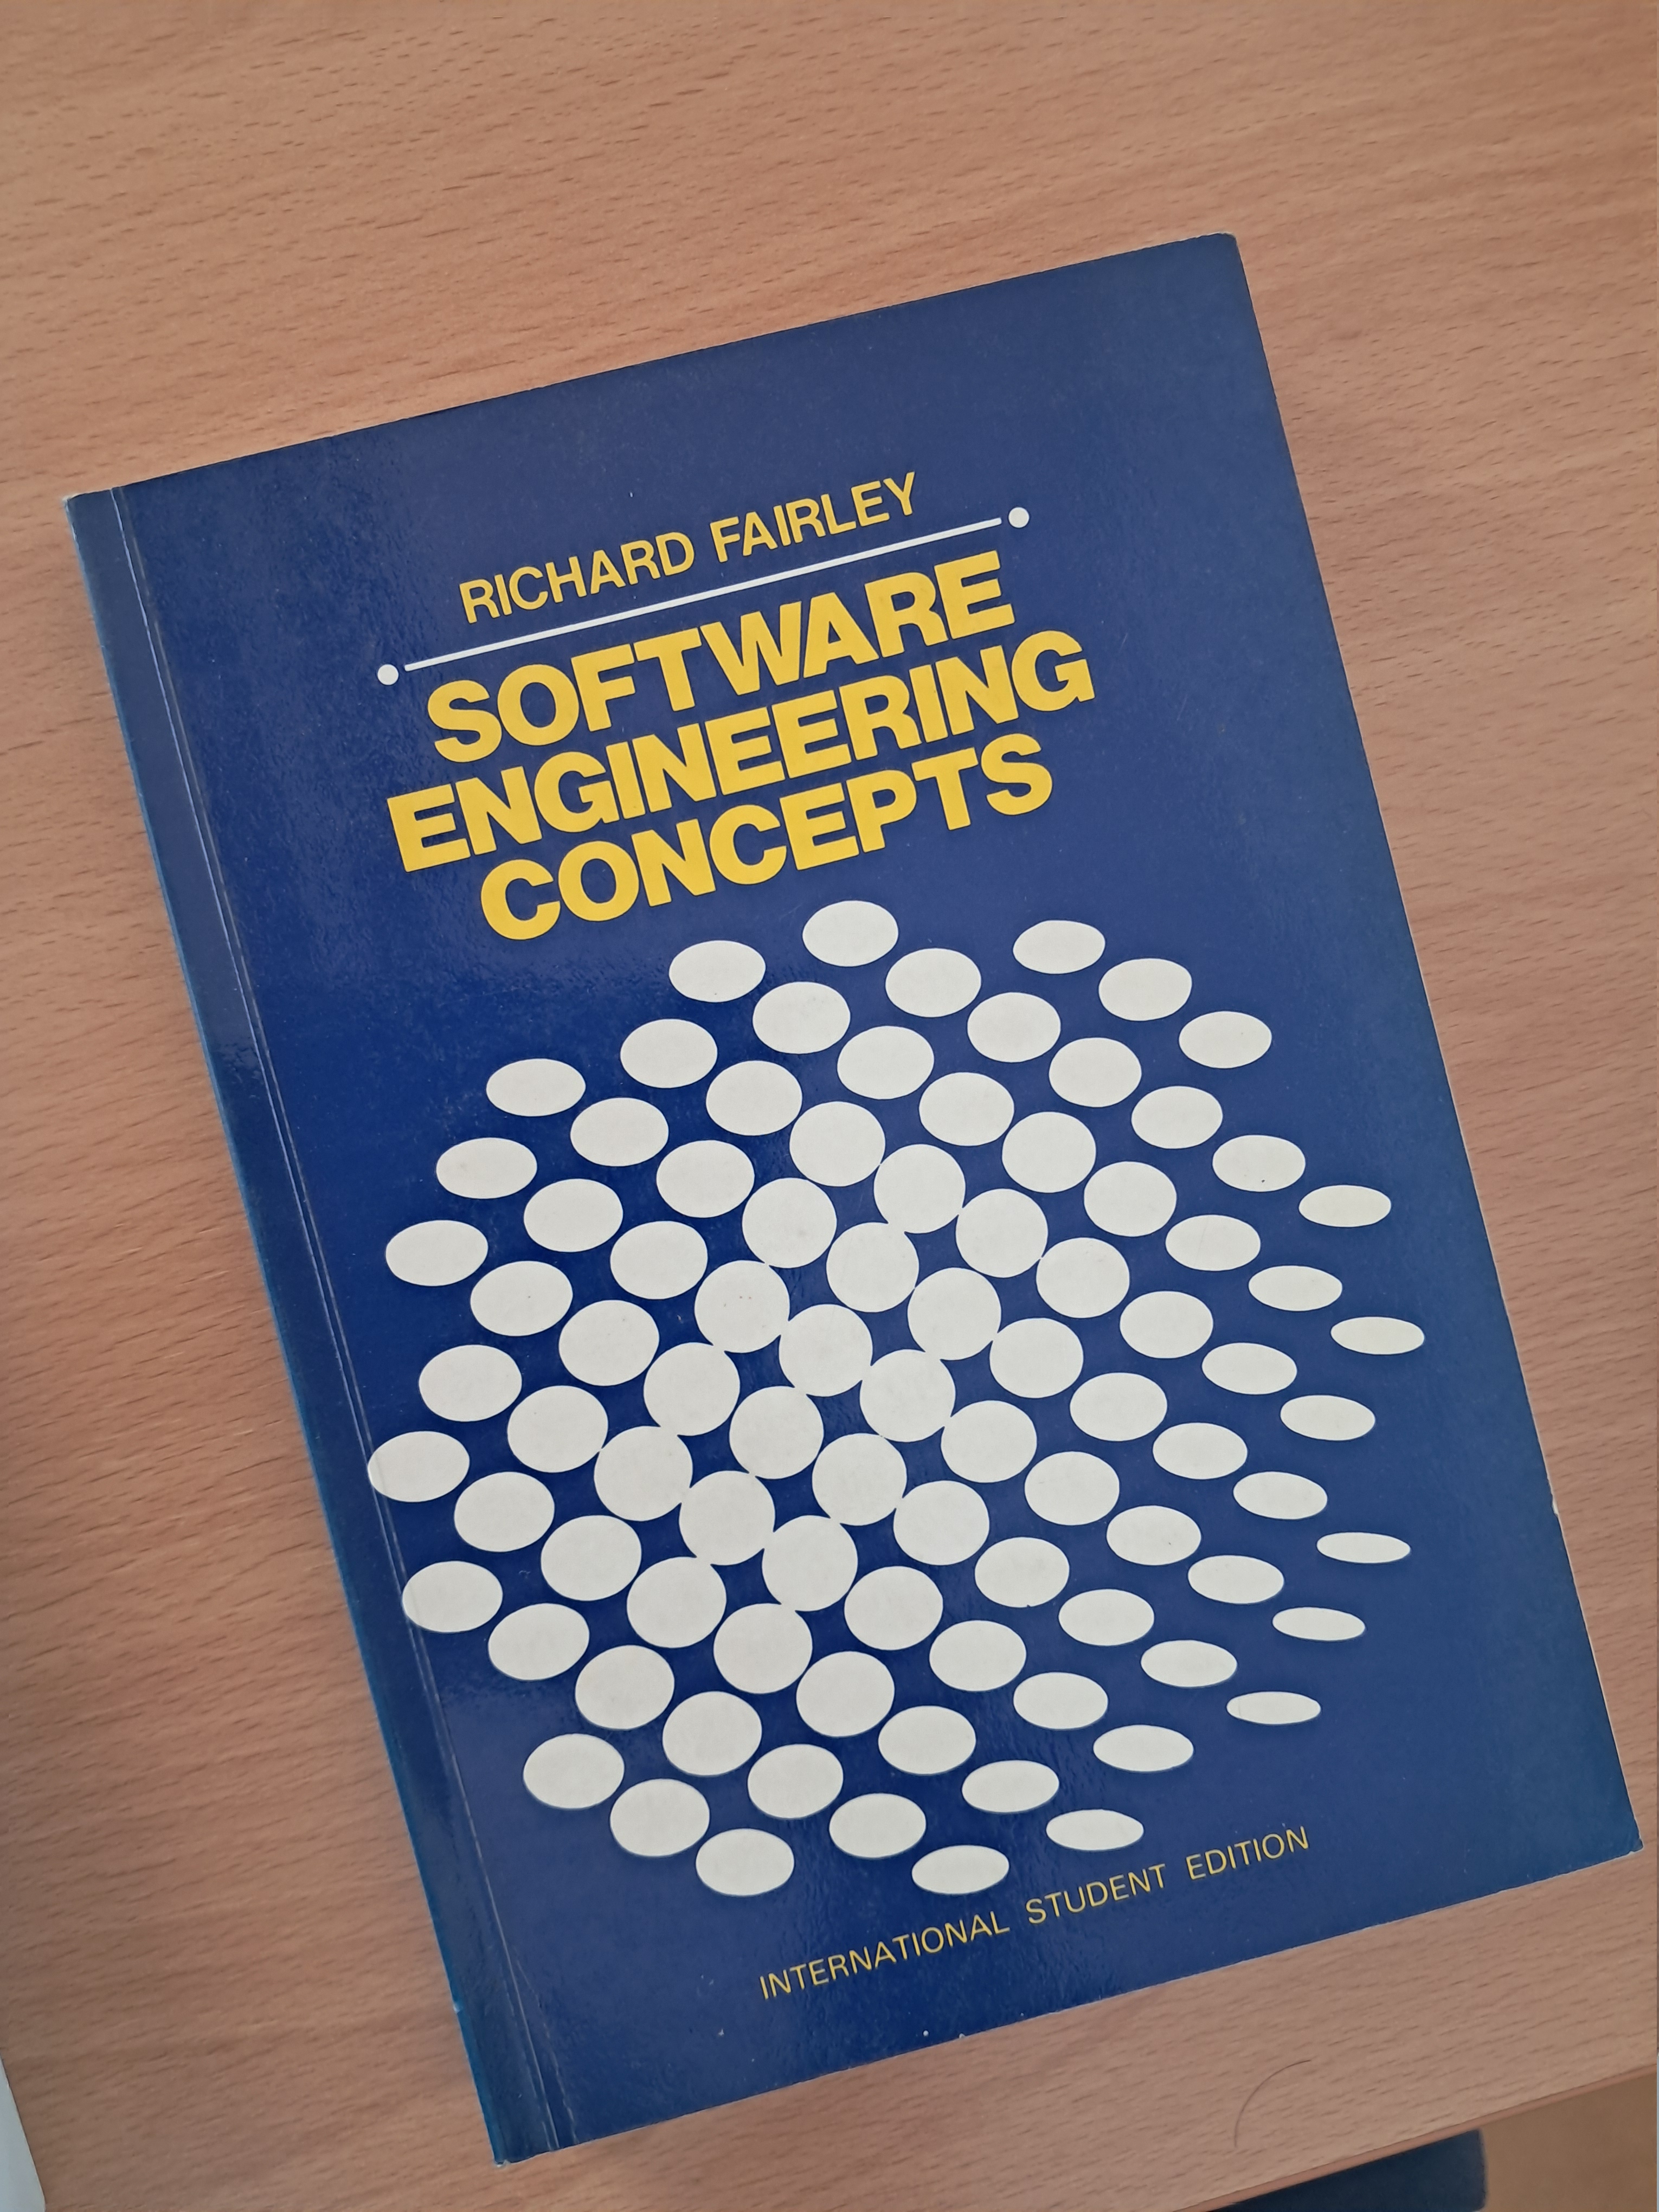 RICHARD FAIRLEY
SOFTWARE
ENGINEERING
CONCEPTS
INTERNATIONAL STUDENT EDITION